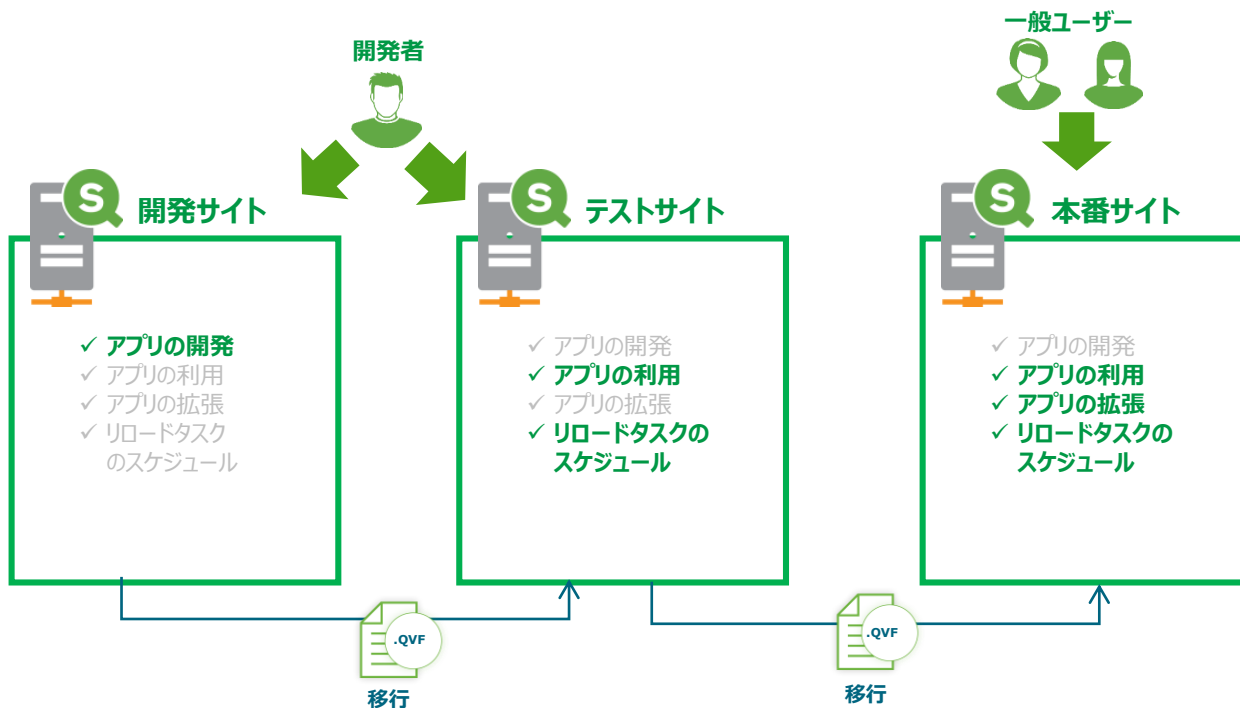 開発者
一般ユーザー
S
開発サイト
S
テストサイト
S
本番サイト
✓ アプリの開発
✓ アプリの利用
✓ アプリの拡張
✓ リロードタスク
のスケジュール
✓ アプリの開発
✓ アプリの利用
✓ アプリの拡張
✓ リロードタスクの
スケジュール
✓ アプリの開発
✓ アプリの利用
✓ アプリの拡張
✓ リロードタスクの
スケジュール
.QVF
移行
.QVF
移行